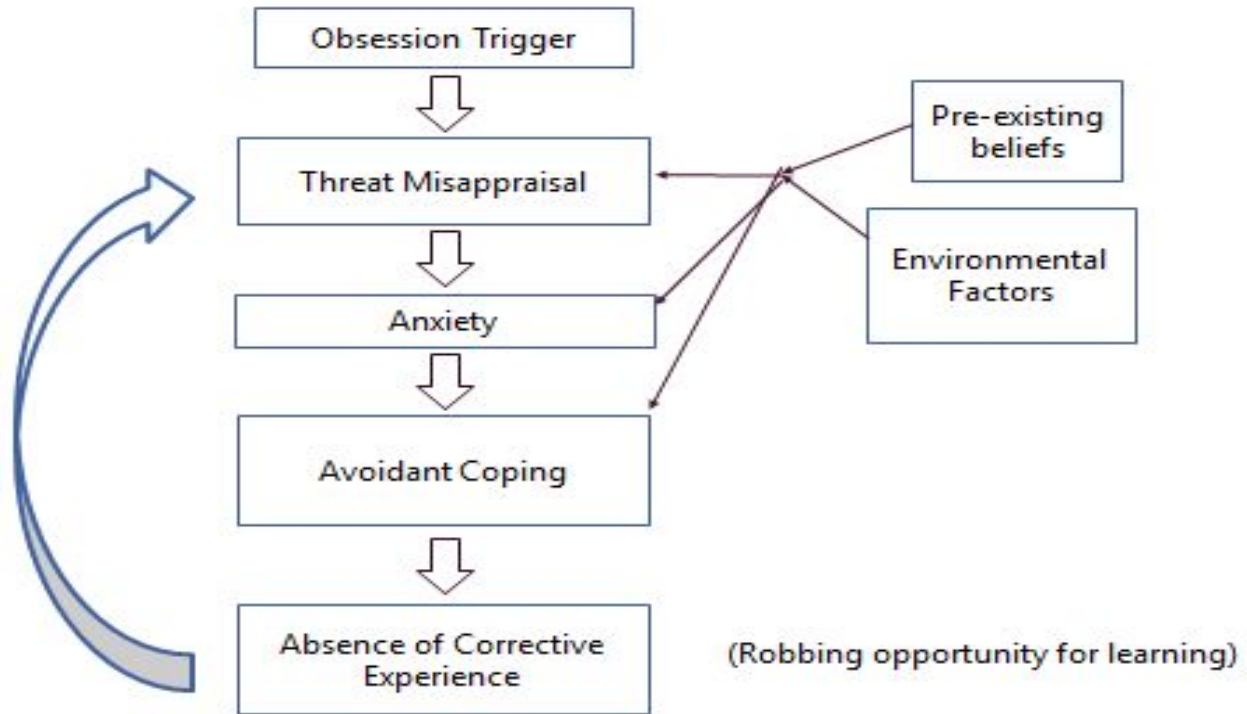 Obsession Trigger
Threat Misappraisal
Pre-existing
beliefs
Environmental
Factors
Anxiety
Avoidant Coping
Absence of Corrective
Experience
(Robbing opportunity for learning)